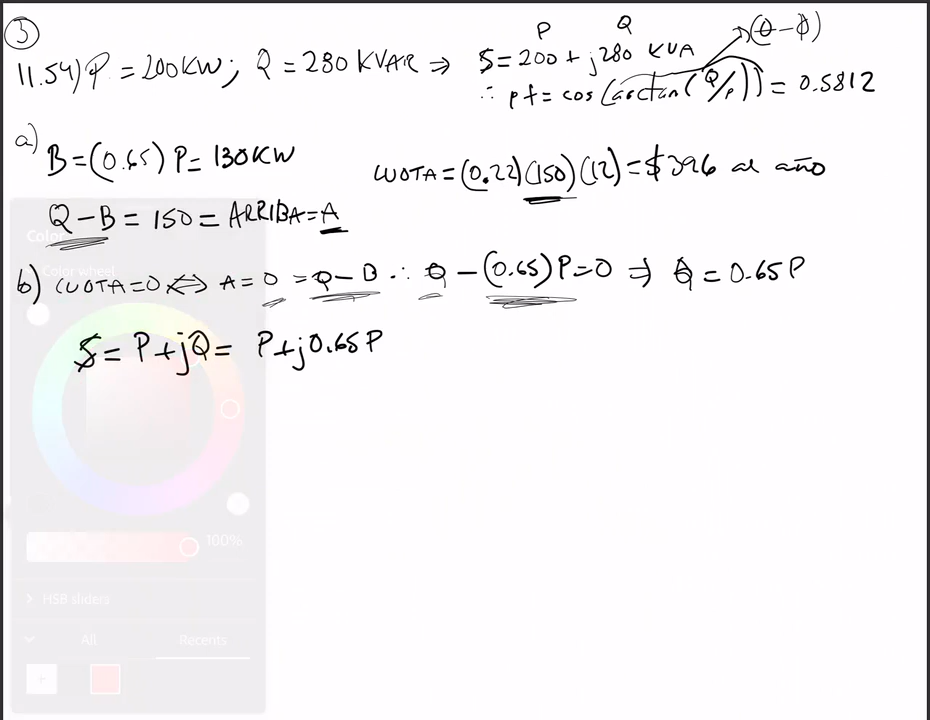 ③
P Q
11.54) P = 200KW; Q = 280 KVAR ⇒ S = 200 + j280 KVA (θ-ϕ)
∴ pf = cos(arctan(Q/P)) = 0.5812
a) B = (0.65) P = 130KW
CUOTA = (0.22)(150)(12) = $396 al año
Q - B = 150 = ARRIBA = A
Color
Color wheel
b) CUOTA = 0 ⇔ A = 0 = Q - B ∴ Q - (0.65) P = 0 ⇒ Q = 0.65 P
S = P + jQ = P + j0.65 P
100%
HSB sliders
All Recents